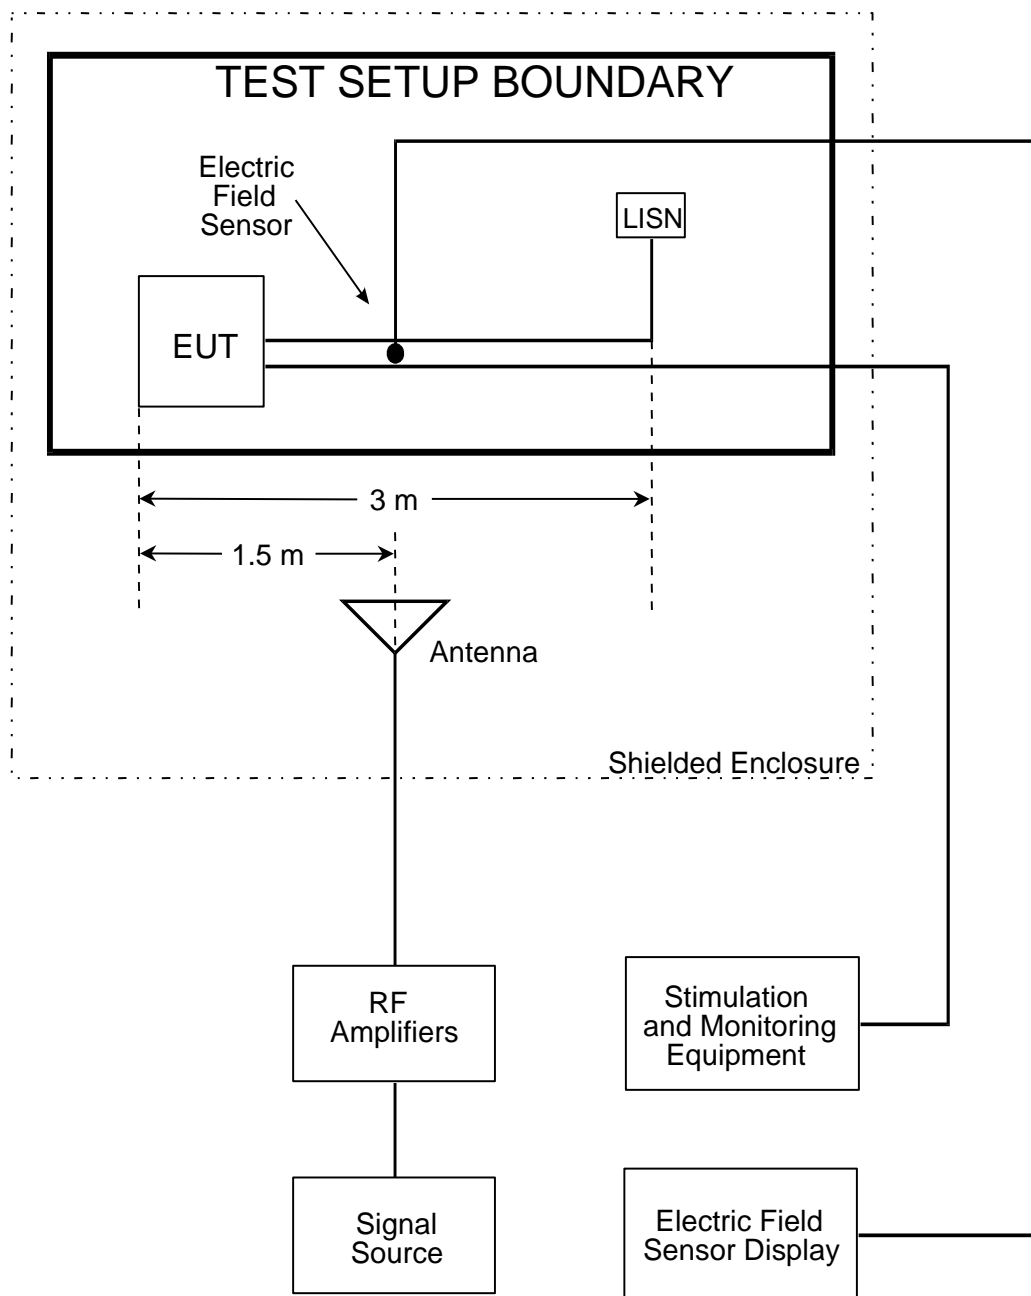 TEST SETUP BOUNDARY
Electric
Field
Sensor
LISN
EUT
3 m
1.5 m
Antenna
Shielded Enclosure
RF
Amplifiers
Stimulation
and Monitoring
Equipment
Signal
Source
Electric Field
Sensor Display